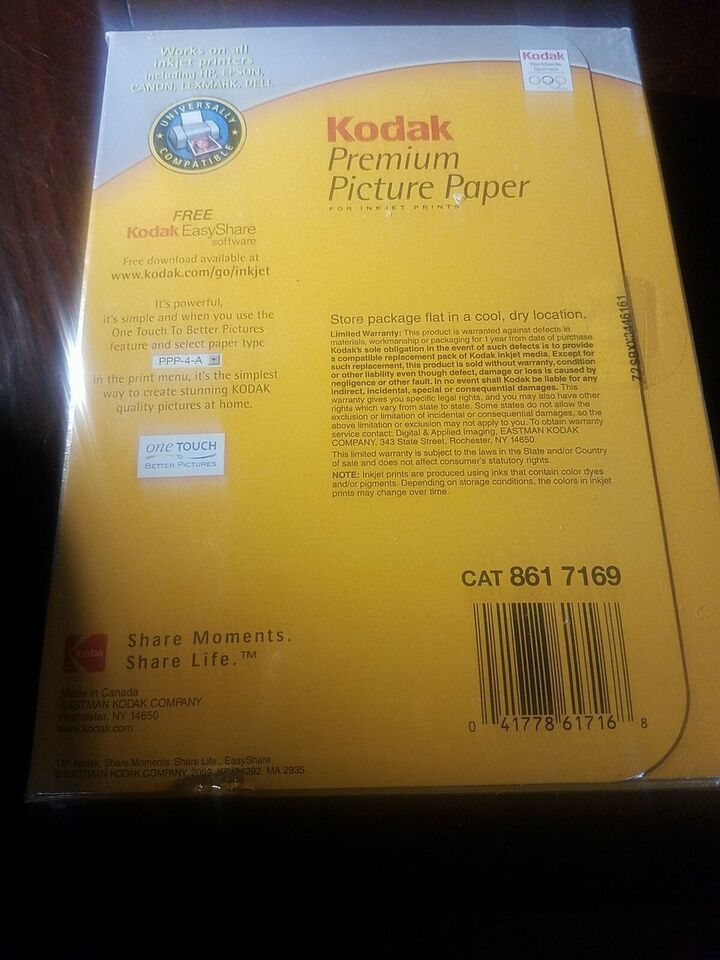 Works on all
inkjet printers
including HP, EPSON,
CANON, LEXMARK, DELL
UNIVERSALLY
COMPATIBLE
FREE
Kodak EasyShare
software
Free download available at
www.kodak.com/go/inkjet
It's powerful,
it's simple and when you use the
One Touch To Better Pictures
feature and select paper type
PPP-4-A
in the print menu, it's the simplest
way to create stunning KODAK
quality pictures at home.
one TOUCH
TO
BETTER PICTURES
Kodak
Worldwide
Sponsor
Kodak
Premium
Picture Paper
FOR INKJET PRINTS
Store package flat in a cool, dry location.
Limited Warranty: This product is warranted against defects in
materials, workmanship or packaging for 1 year from date of purchase.
Kodak's sole obligation in the event of such defects is to provide
a compatible replacement pack of Kodak inkjet media. Except for
such replacement, this product is sold without warranty, condition
or other liability even though defect, damage or loss is caused by
negligence or other fault. In no event shall Kodak be liable for any
indirect, incidental, special or consequential damages. This
warranty gives you specific legal rights, and you may also have other
rights which vary from state to state. Some states do not allow the
exclusion or limitation of incidental or consequential damages, so the
above limitation or exclusion may not apply to you. To obtain warranty
service contact: Digital & Applied Imaging, EASTMAN KODAK
COMPANY, 343 State Street, Rochester, NY 14650.
This limited warranty is subject to the laws in the State and/or Country
of sale and does not affect consumer's statutory rights.
NOTE: Inkjet prints are produced using inks that contain color dyes
and/or pigments. Depending on storage conditions, the colors in inkjet
prints may change over time.
CAT 861 7169
0 41778 61716 8
Kodak
Share Moments.
Share Life.™
Made in Canada
EASTMAN KODAK COMPANY
Rochester, NY 14650
www.kodak.com
TM: Kodak, Share Moments. Share Life., EasyShare
© EASTMAN KODAK COMPANY, 2002 MA 2935